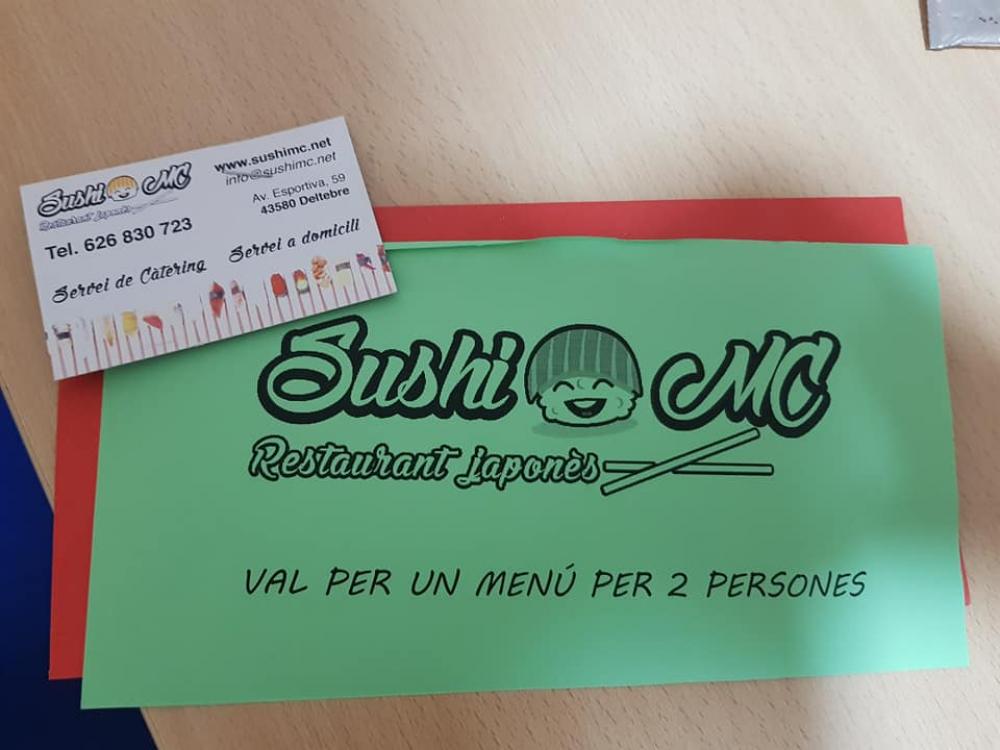 Sushi MC
Restaurant japonès
Tel. 626 830 723
Servei de Càtering
www.sushimc.net
info@sushimc.net
Av. Esportiva, 59
43580 Deltebre
Servei a domicili
Sushi MC
Restaurant japonès
VAL PER UN MENÚ PER 2 PERSONES